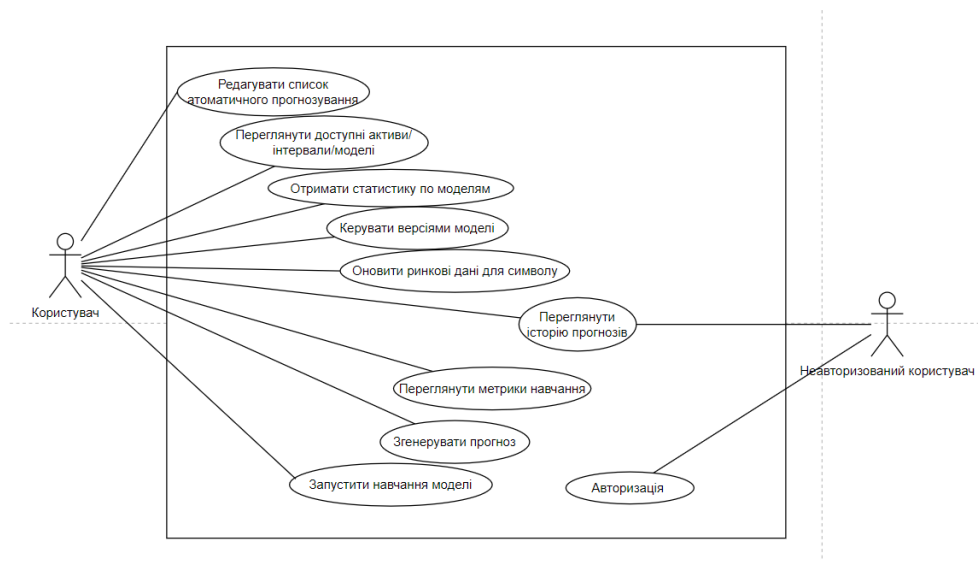 Редагувати список
атоматичного прогнозування
Переглянути доступні активи/
інтервали/моделі
Отримати статистику по моделям
Керувати версіями моделі
Оновити ринкові дані для символу
Користувач
Переглянути
історію прогнозів
Неавторизований користувач
Переглянути метрики навчання
Згенерувати прогноз
Запустити навчання моделі
Авторизація